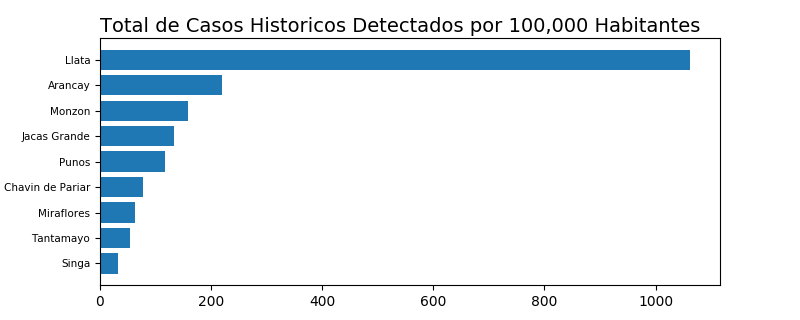 Total de Casos Historicos Detectados por 100,000 Habitantes
Llata
Arancay
Monzon
Jacas Grande
Punos
Chavin de Pariar
Miraflores
Tantamayo
Singa
0 200 400 600 800 1000